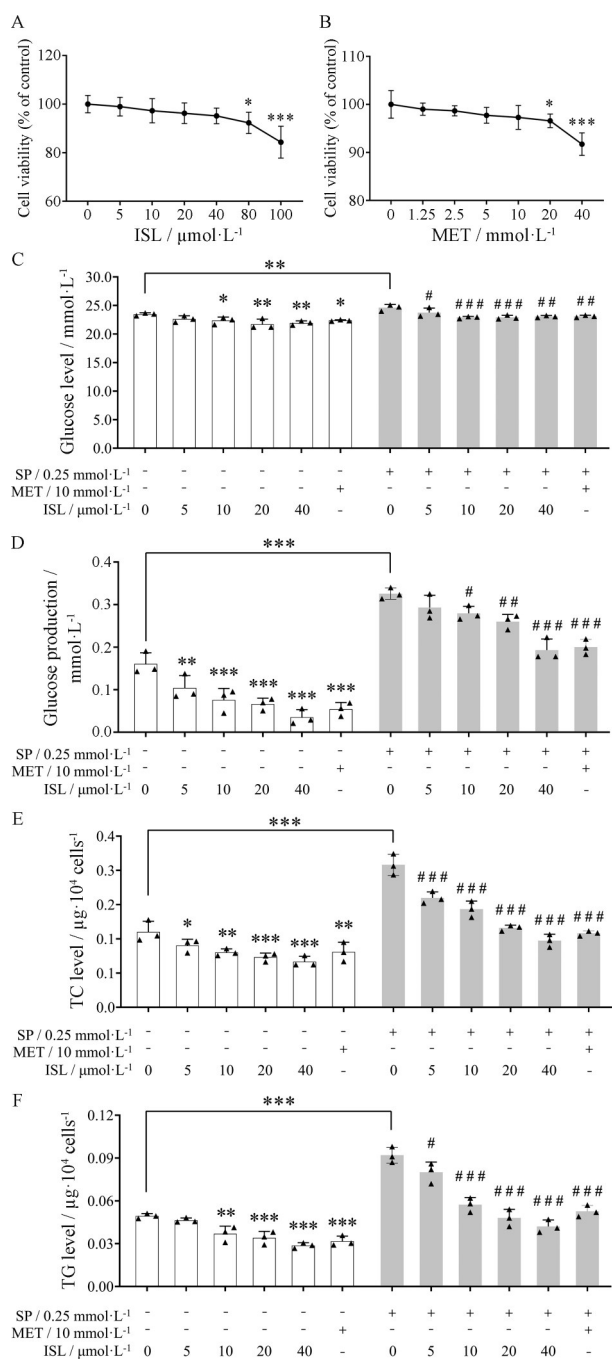 A
B
120
100
80
60
Cell viability (% of control)
*
***
0 5 10 20 40 80 100
ISL / μmol·L-1
110
100
90
80
Cell viability (% of control)
*
***
0 1.25 2.5 5 10 20 40
MET / mmol·L-1
C
**
* ** ** * # ### ### ## ##
30.0
25.0
20.0
15.0
10.0
5.0
0.0
Glucose level / mmol·L-1
SP / 0.25 mmol·L-1 - - - - - - + + + + + +
MET / 10 mmol·L-1 - - - - - + - - - - - +
ISL / μmol·L-1 0 5 10 20 40 - 0 5 10 20 40 -
D
***
** *** *** *** *** # ## ### ###
0.4
0.3
0.2
0.1
0.0
Glucose production /
mmol·L-1
SP / 0.25 mmol·L-1 - - - - - - + + + + + +
MET / 10 mmol·L-1 - - - - - + - - - - - +
ISL / μmol·L-1 0 5 10 20 40 - 0 5 10 20 40 -
E
***
* ** *** *** ** ### ### ### ### ###
0.4
0.3
0.1
0.1
0.0
TC level / μg·10⁴ cells-1
SP / 0.25 mmol·L-1 - - - - - - + + + + + +
MET / 10 mmol·L-1 - - - - - + - - - - - +
ISL / μmol·L-1 0 5 10 20 40 - 0 5 10 20 40 -
F
***
** *** *** *** # ### ### ### ###
0.12
0.09
0.06
0.03
0.00
TG level / μg·10⁴ cells-1
SP / 0.25 mmol·L-1 - - - - - - + + + + + +
MET / 10 mmol·L-1 - - - - - + - - - - - +
ISL / μmol·L-1 0 5 10 20 40 - 0 5 10 20 40 -